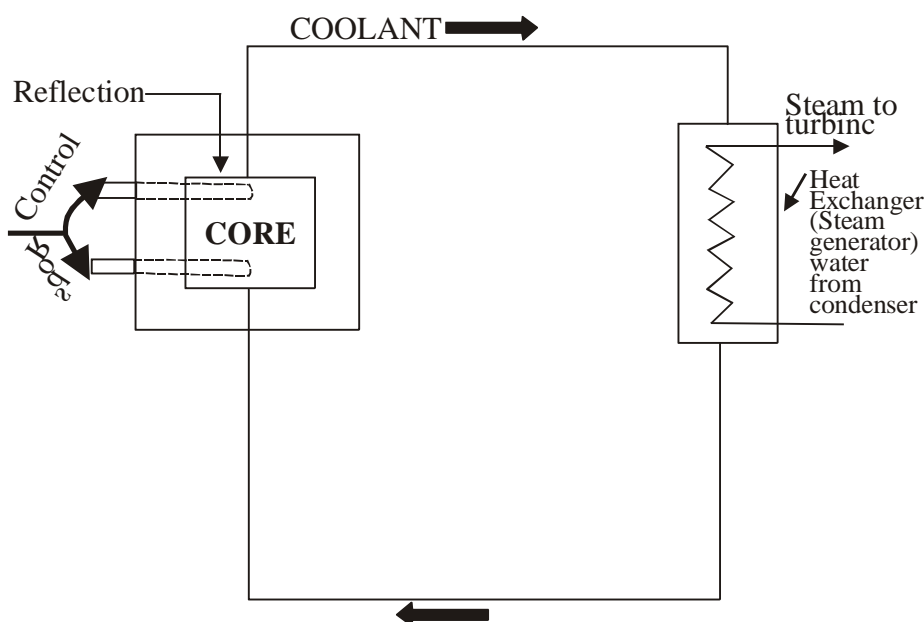 COOLANT
Reflection
Control
Rods
CORE
Steam to
turbinc
Heat
Exchanger
(Steam
generator)
water
from
condenser